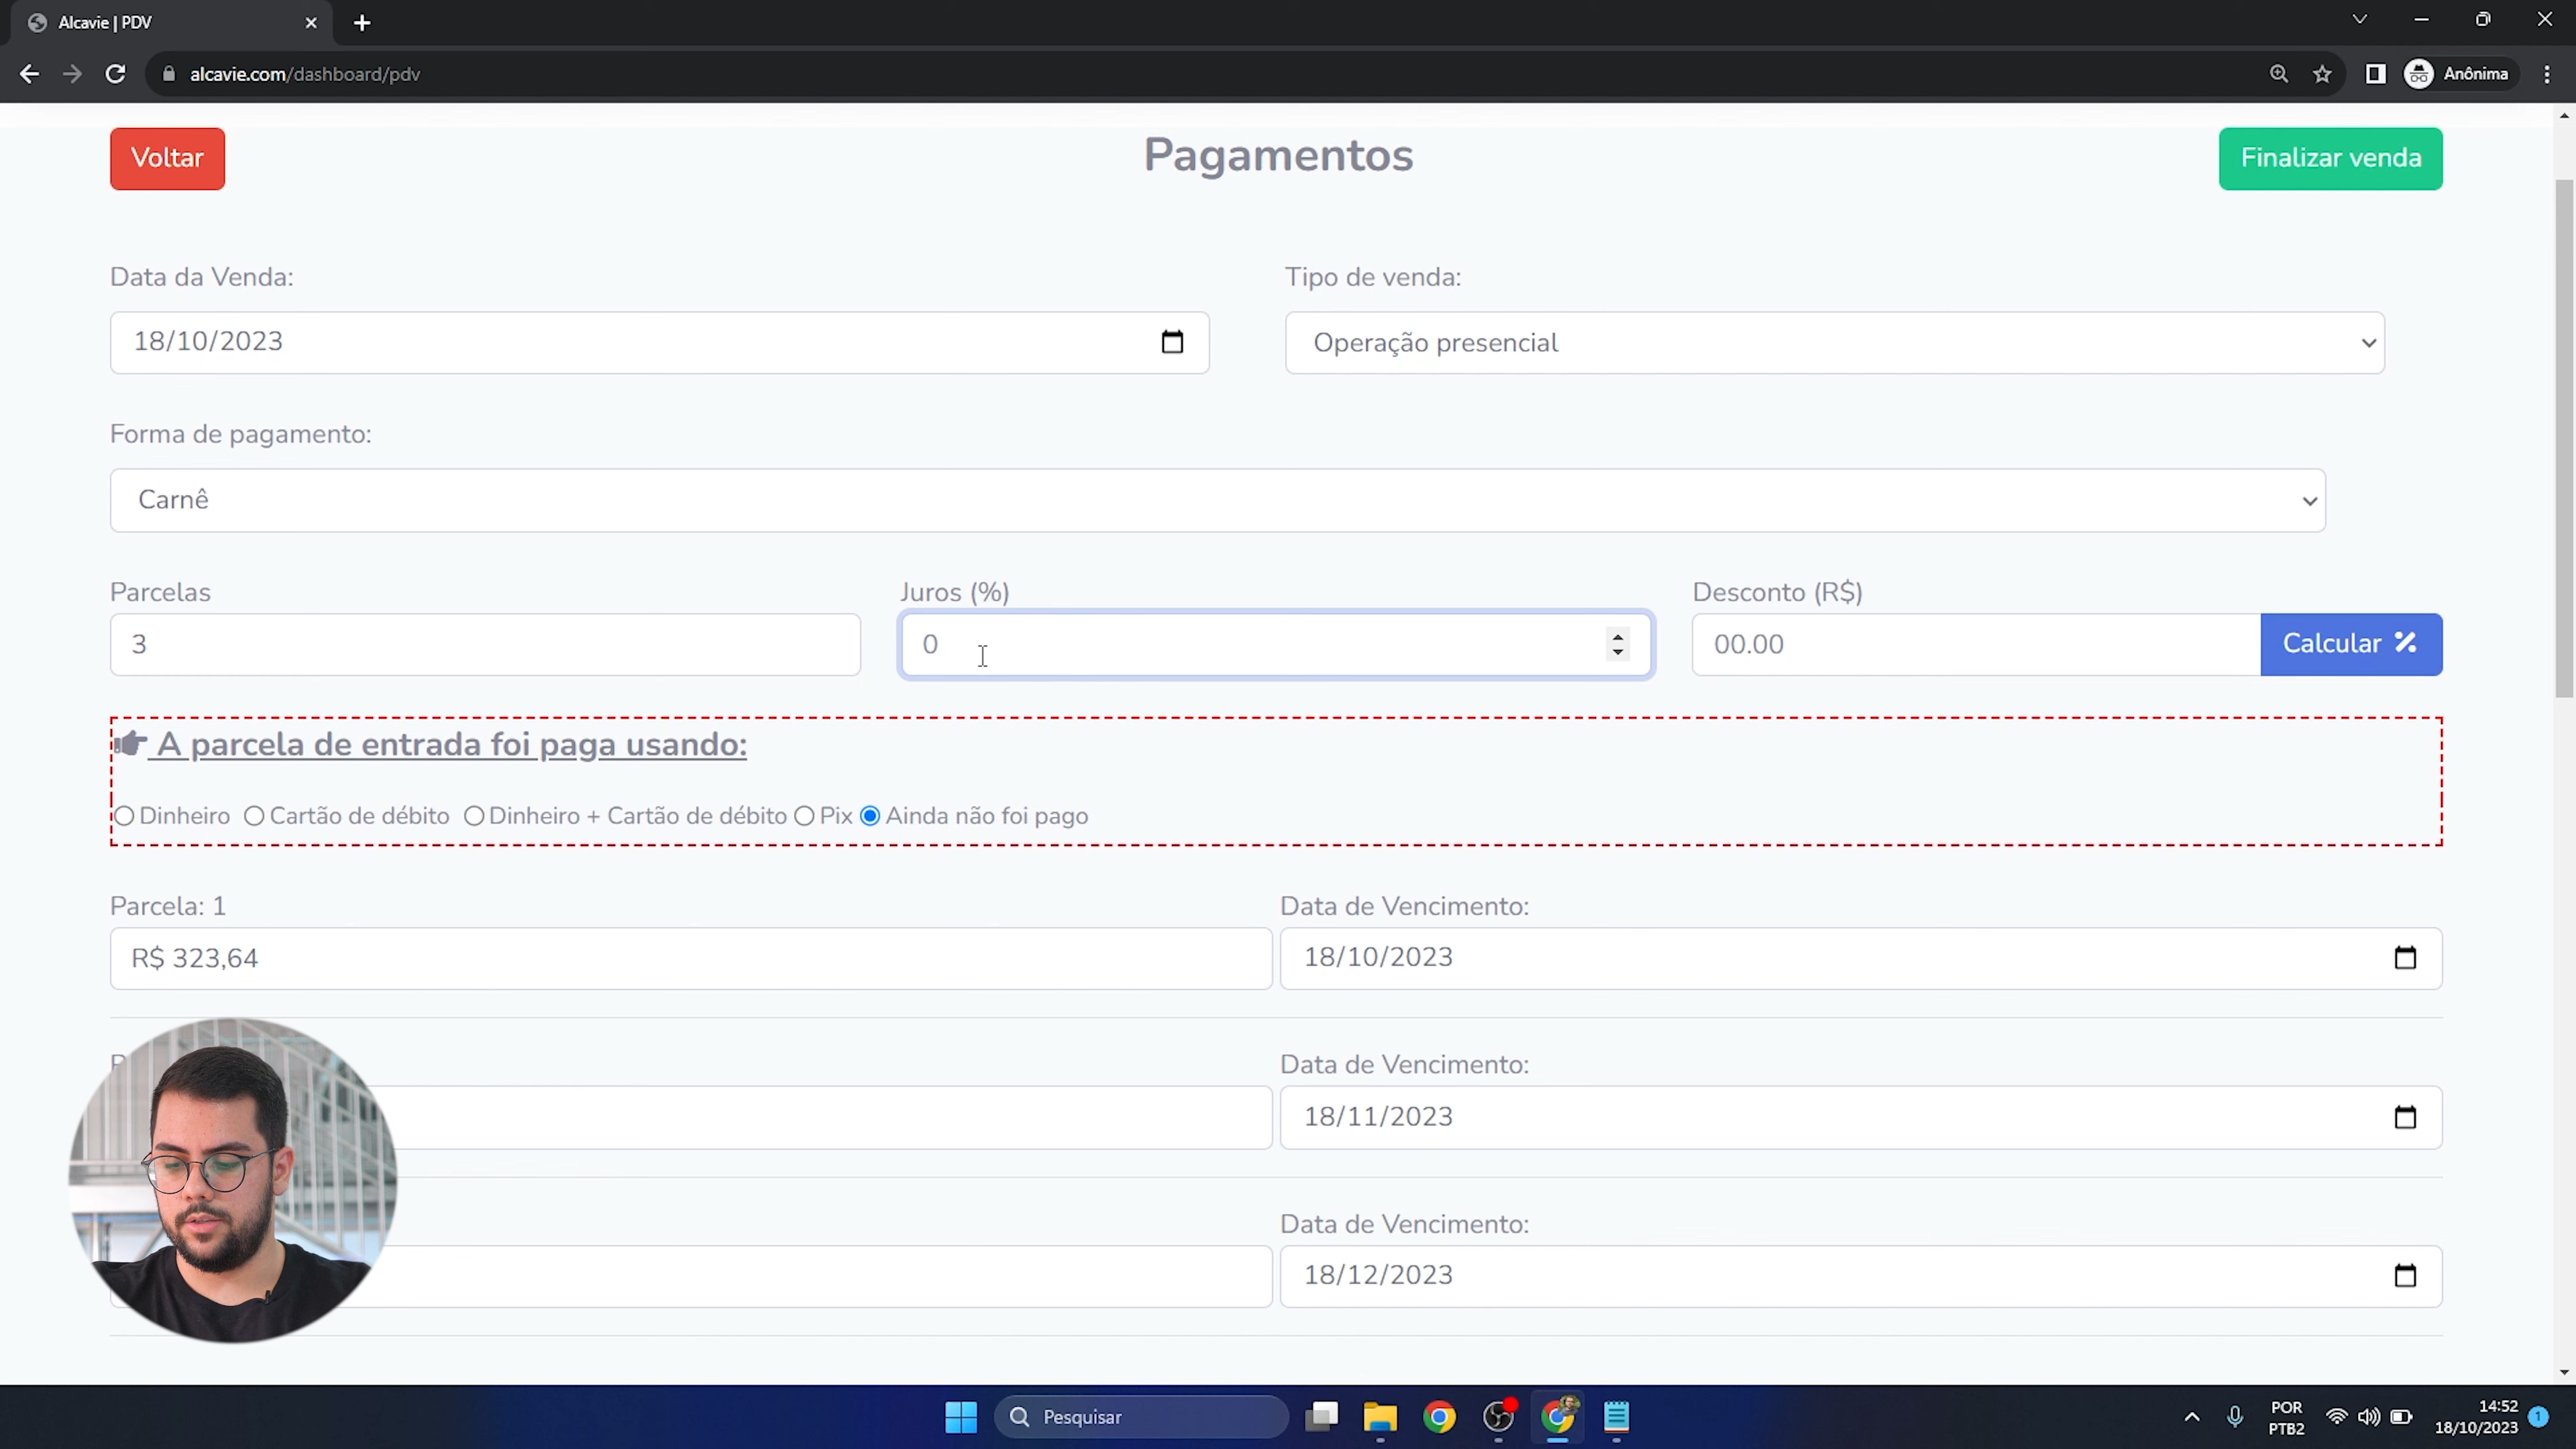 Alcavie | PDV
alcavie.com/dashboard/pdv
Anônima
Voltar
Pagamentos
Finalizar venda
Data da Venda:
Tipo de venda:
18/10/2023
Operação presencial
Forma de pagamento:
Carnê
Parcelas
Juros (%)
Desconto (R$)
3
0
00.00
Calcular
A parcela de entrada foi paga usando:
Dinheiro
Cartão de débito
Dinheiro + Cartão de débito
Pix
Ainda não foi pago
Parcela: 1
Data de Vencimento:
R$ 323,64
18/10/2023
Data de Vencimento:
18/11/2023
Data de Vencimento:
18/12/2023
Pesquisar
POR
PTB2
14:52
18/10/2023
1